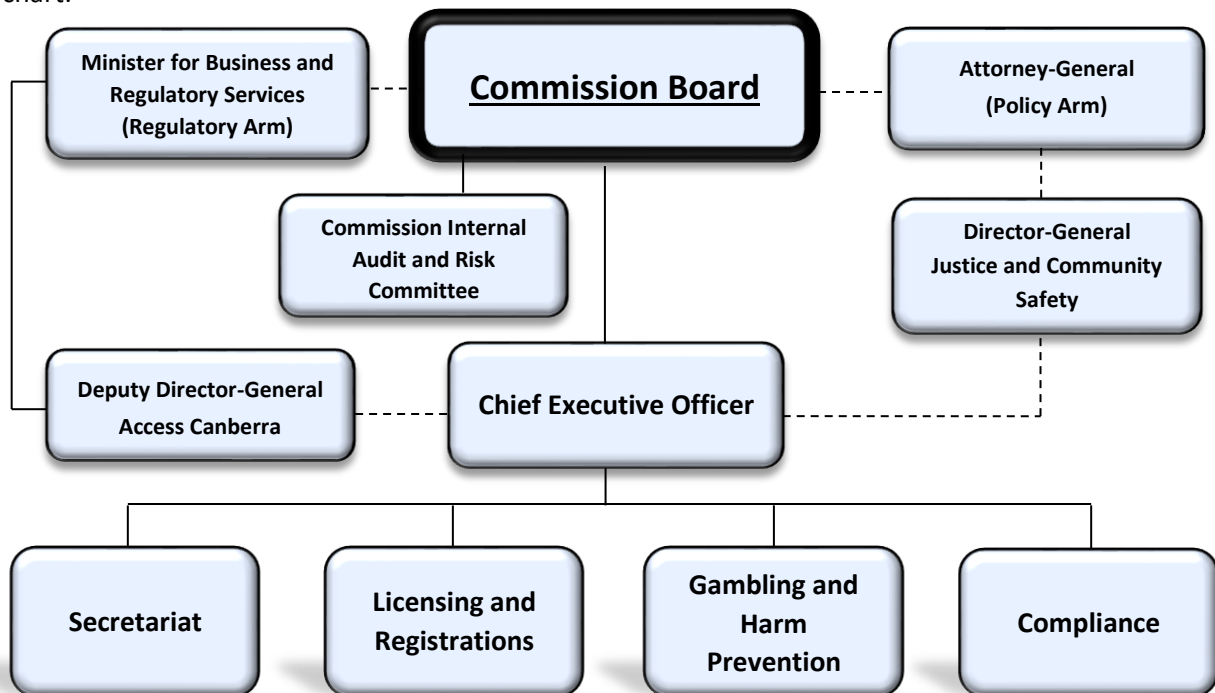 chart.
Minister for Business and
Regulatory Services
(Regulatory Arm)
Commission Board
Attorney-General
(Policy Arm)
Commission Internal
Audit and Risk
Committee
Director-General
Justice and Community
Safety
Deputy Director-General
Access Canberra
Chief Executive Officer
Secretariat
Licensing and
Registrations
Gambling and
Harm
Prevention
Compliance